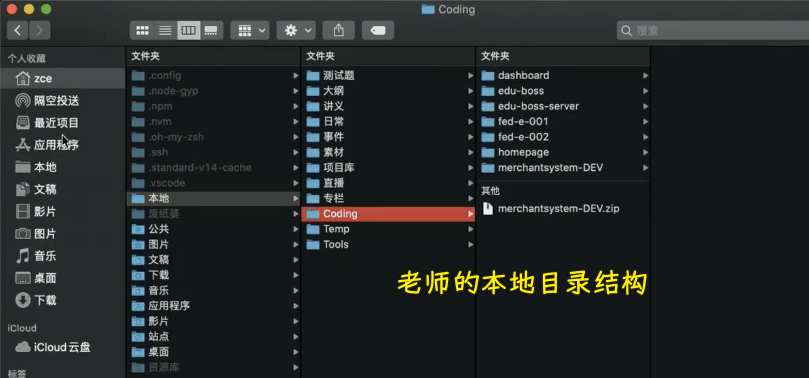 Coding
搜索
个人收藏
zce
隔空投送
最近项目
应用程序
本地
文稿
影片
图片
音乐
桌面
下载
iCloud
iCloud云盘
标签
文件夹
.config
.node-gyp
.npm
.nvm
.oh-my-zsh
.ssh
.standard-v14-cache
.vscode
本地
废纸篓
公共
图片
文稿
下载
音乐
应用程序
影片
站点
桌面
资源库
文件夹
测试题
大纲
讲义
日常
事件
素材
项目库
直播
专栏
Coding
Temp
Tools
文件夹
dashboard
edu-boss
edu-boss-server
fed-e-001
fed-e-002
homepage
merchantsystem-DEV
其他
merchantsystem-DEV.zip
老师的本地目录结构